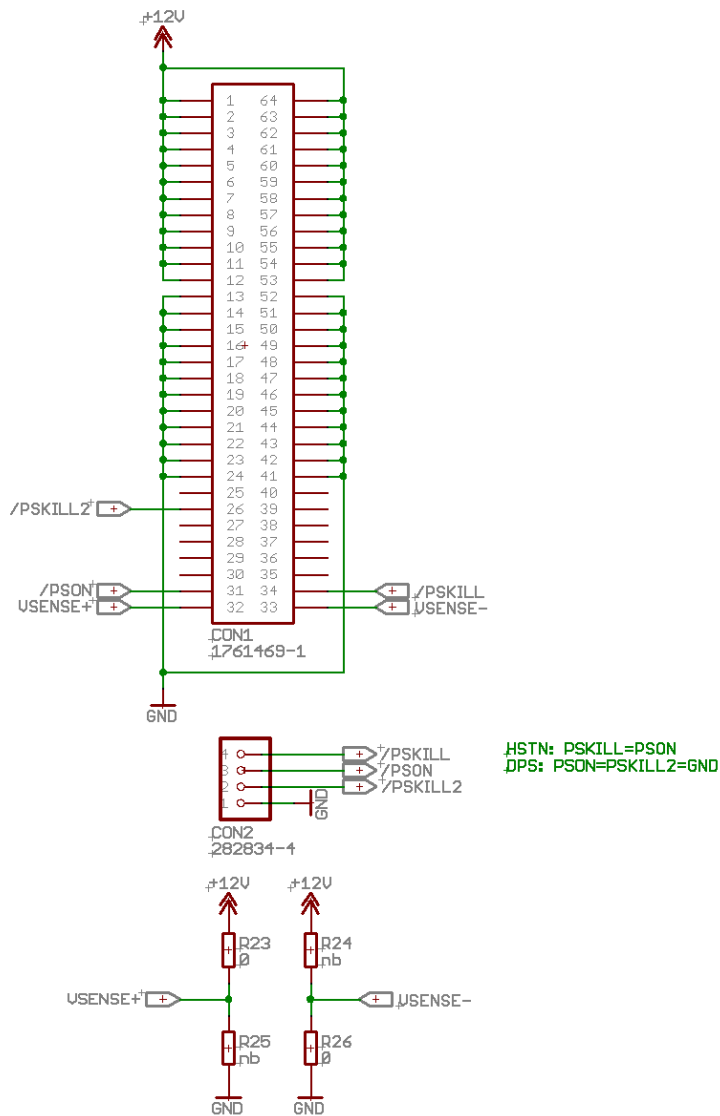 +12V
1 64
2 63
3 62
4 61
5 60
6 59
7 58
8 57
9 56
10 55
11 54
12 53
13 52
14 51
15 50
16 49
17 48
18 47
19 46
20 45
21 44
22 43
23 42
24 41
25 40
/PSKILL2 26 39
27 38
28 37
29 36
30 35
/PSON 31 34 /PSKILL
VSENSE+ 32 33 VSENSE-
CON1
1761469-1
GND
4 /PSKILL
3 /PSON
2 /PSKILL2
1 GND
CON2
282834-4
HSTN: PSKILL=PSON
DPS: PSON=PSKILL2=GND
+12V +12V
R23 R24
0 nb
VSENSE+ VSENSE-
R25 R26
nb 0
GND GND